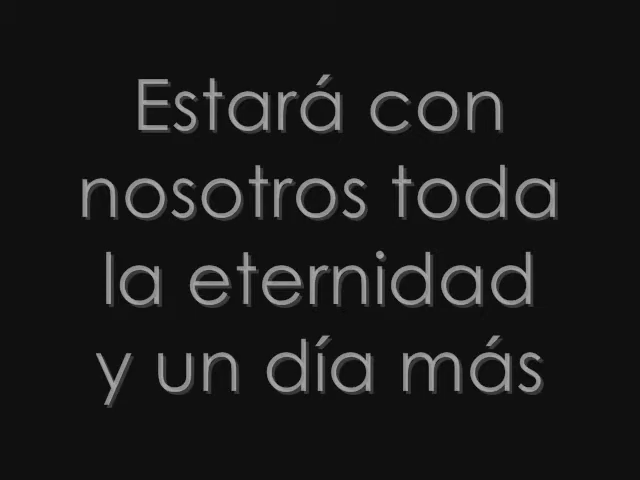 Estará con
nosotros toda
la eternidad
y un día más